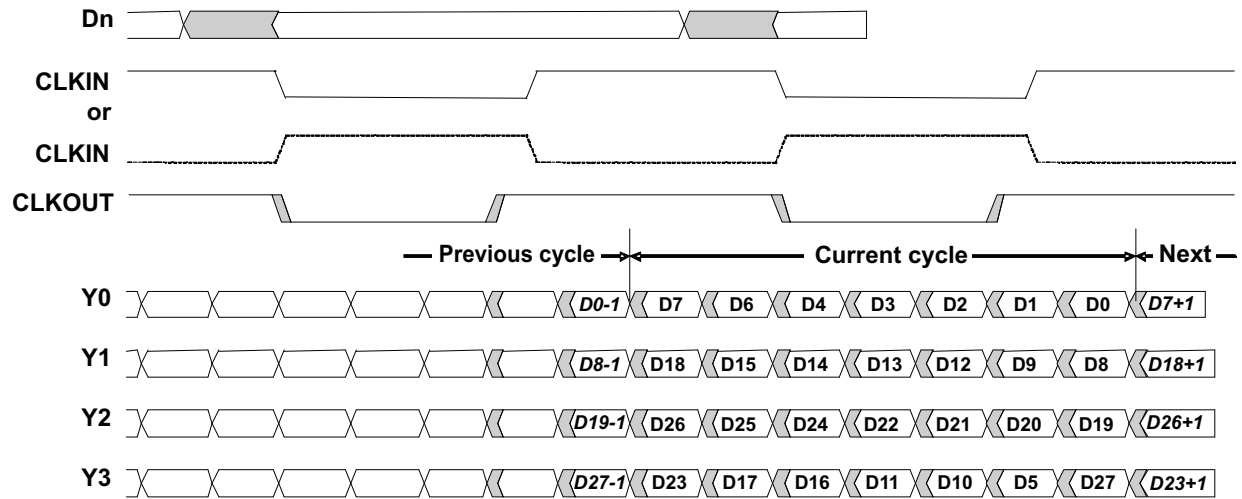 Dn
CLKIN
or
CLKIN
CLKOUT
Previous cycle Current cycle Next
Y0 D0-1 D7 D6 D4 D3 D2 D1 D0 D7+1
Y1 D8-1 D18 D15 D14 D13 D12 D9 D8 D18+1
Y2 D19-1 D26 D25 D24 D22 D21 D20 D19 D26+1
Y3 D27-1 D23 D17 D16 D11 D10 D5 D27 D23+1